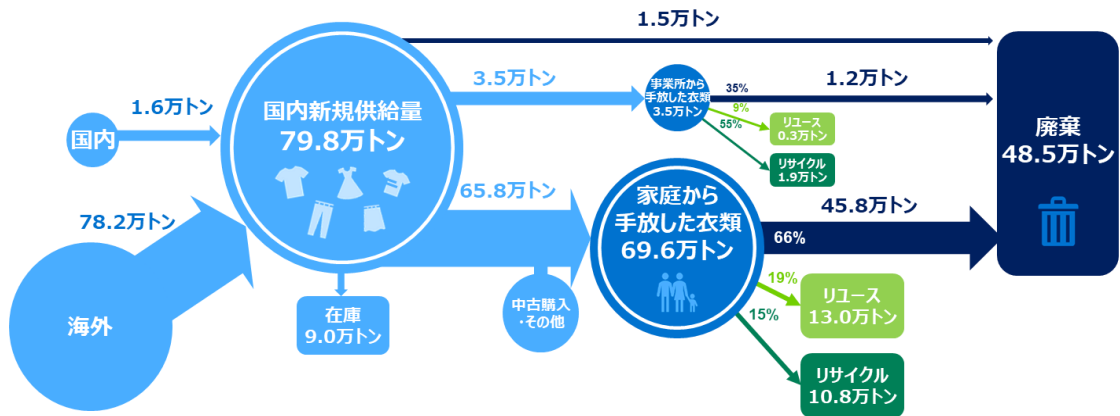 1.5万トン
3.5万トン
事業所から
手放した衣類
3.5万トン
35%
1.2万トン
9%
55%
リユース
0.3万トン
リサイクル
1.9万トン
国内
1.6万トン
国内新規供給量
79.8万トン
廃棄
48.5万トン
78.2万トン
海外
65.8万トン
家庭から
手放した衣類
69.6万トン
45.8万トン
66%
在庫
9.0万トン
中古購入
・その他
19%
15%
リユース
13.0万トン
リサイクル
10.8万トン